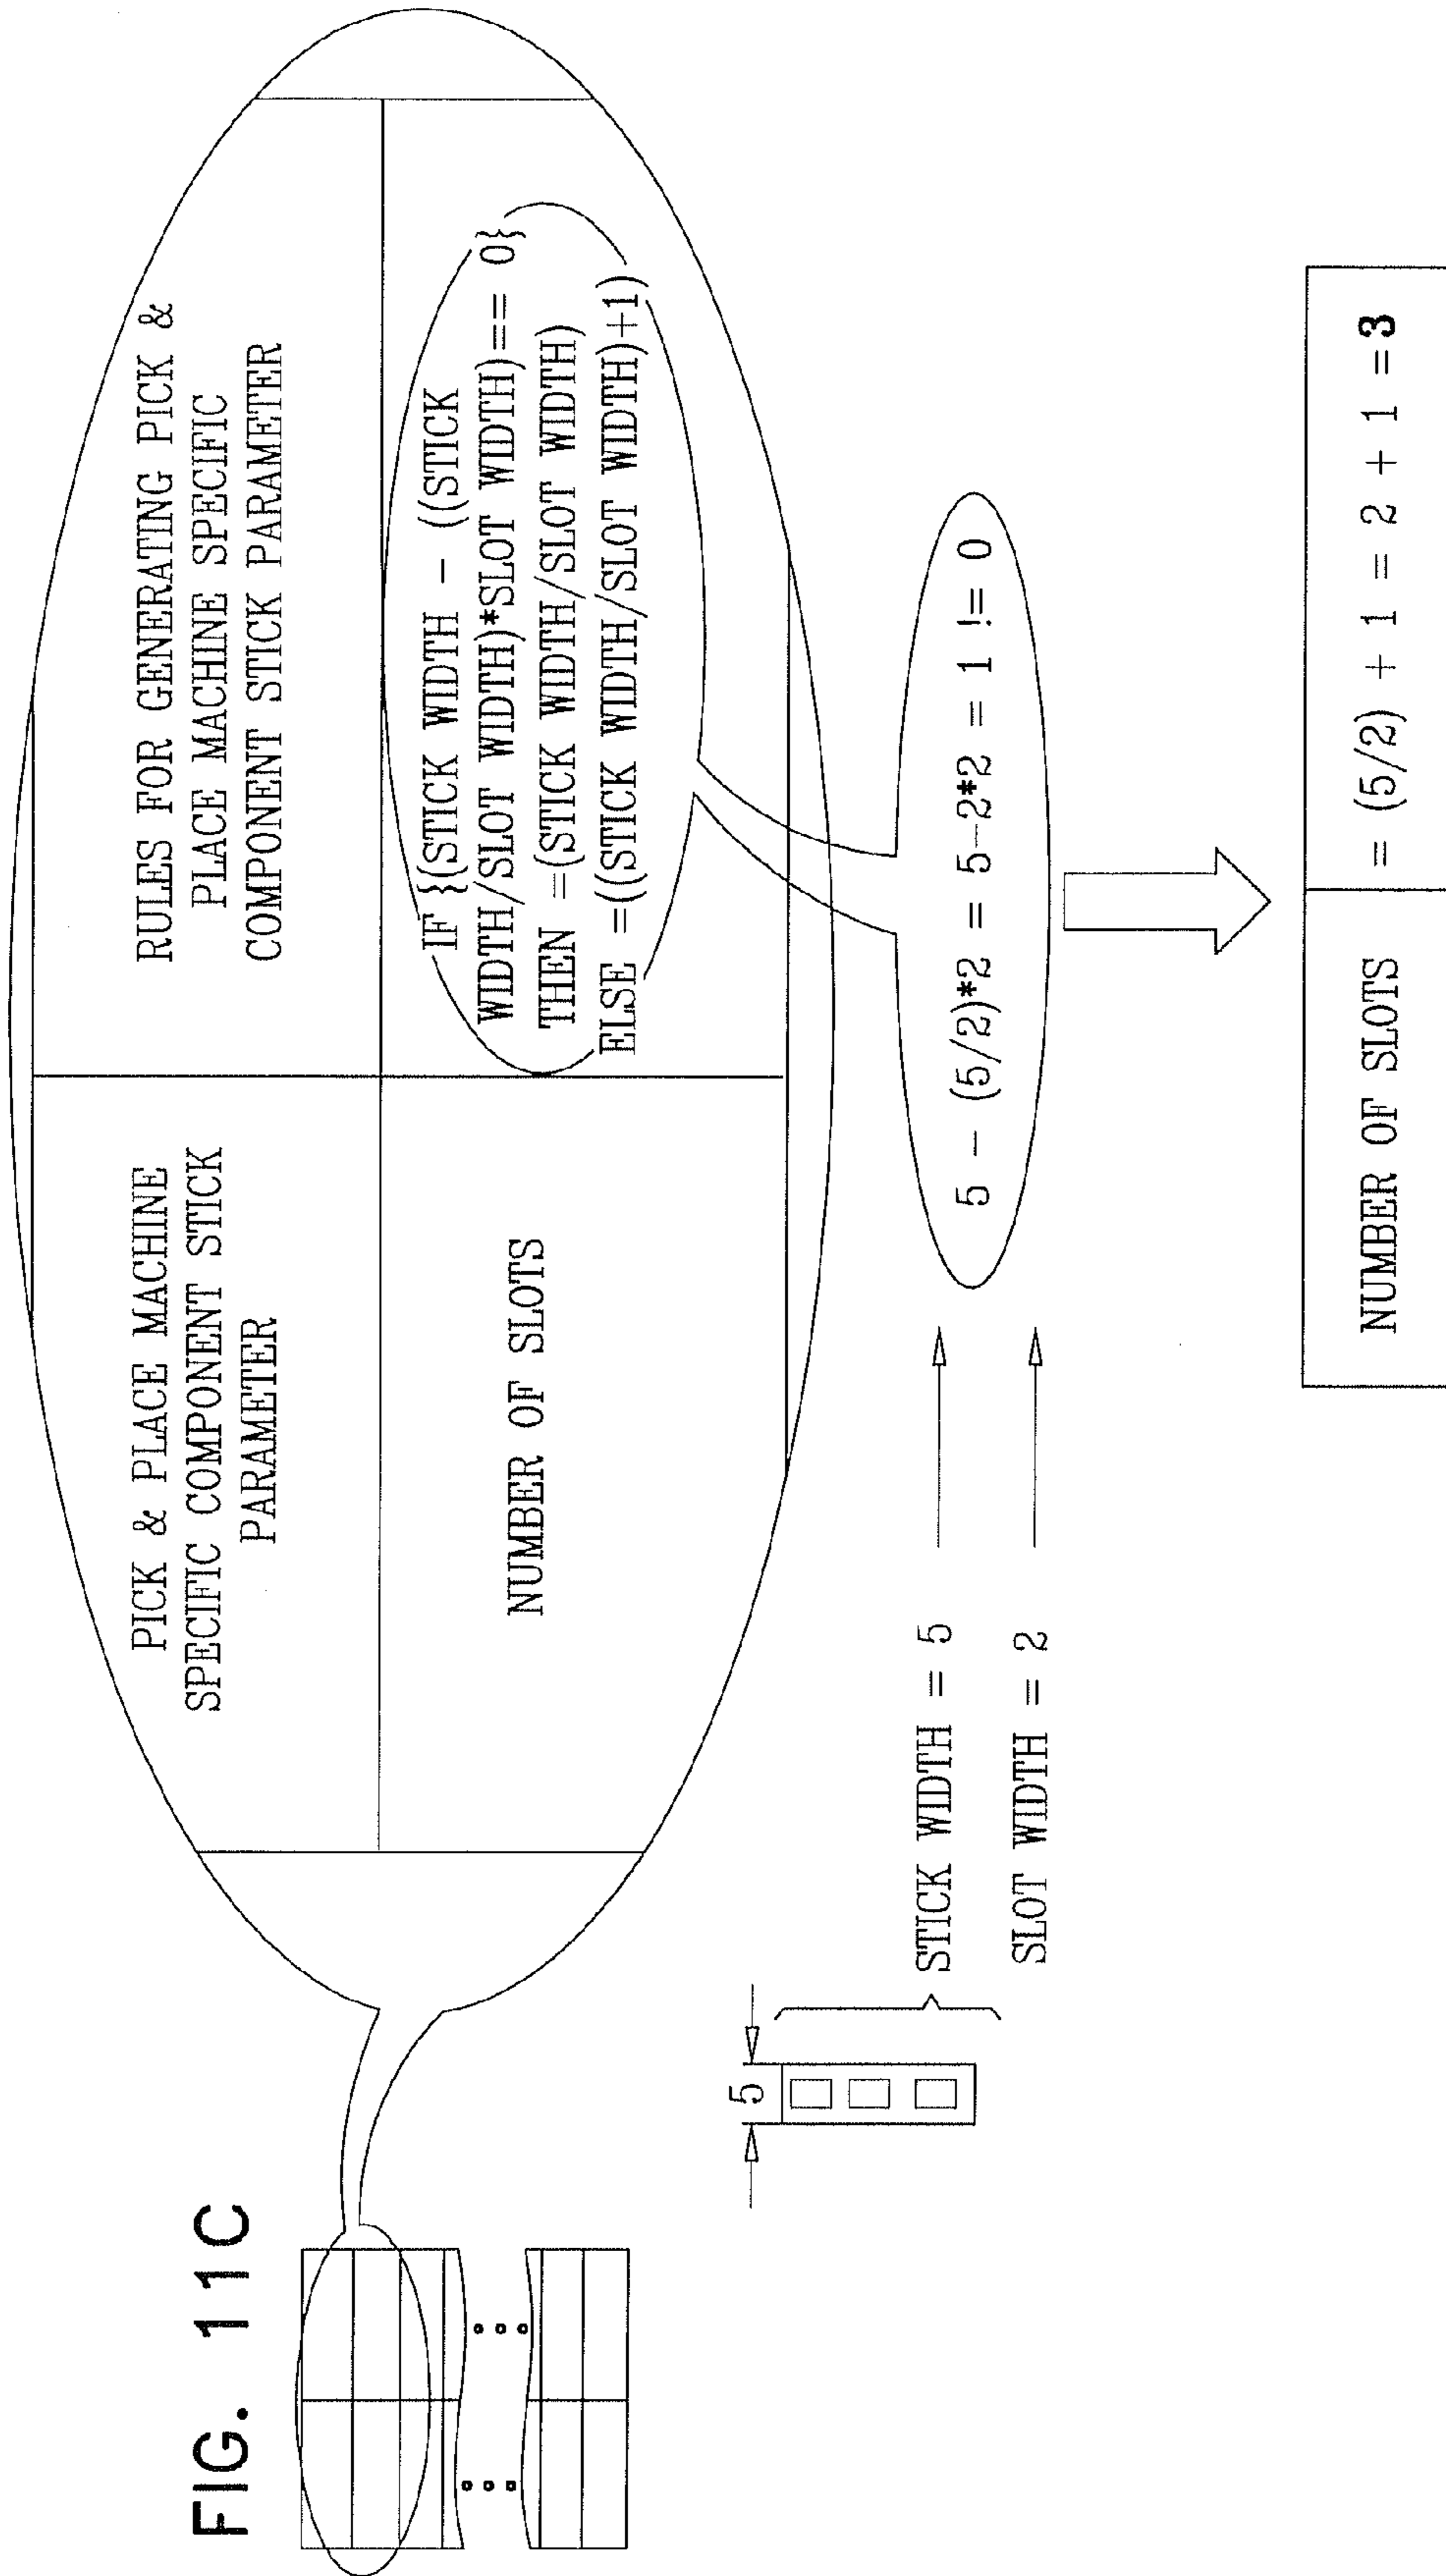 FIG. 11C
PICK & PLACE MACHINE
SPECIFIC COMPONENT STICK
PARAMETER
RULES FOR GENERATING PICK &
PLACE MACHINE SPECIFIC
COMPONENT STICK PARAMETER
NUMBER OF SLOTS
IF {(STICK WIDTH - ((STICK
WIDTH/SLOT WIDTH)*SLOT WIDTH)== 0}
THEN =(STICK WIDTH/SLOT WIDTH)
ELSE =((STICK WIDTH/SLOT WIDTH)+1)
5
STICK WIDTH = 5
SLOT WIDTH = 2
5 - (5/2)*2 = 5-2*2 = 1 != 0
NUMBER OF SLOTS
= (5/2) + 1 = 2 + 1 = 3